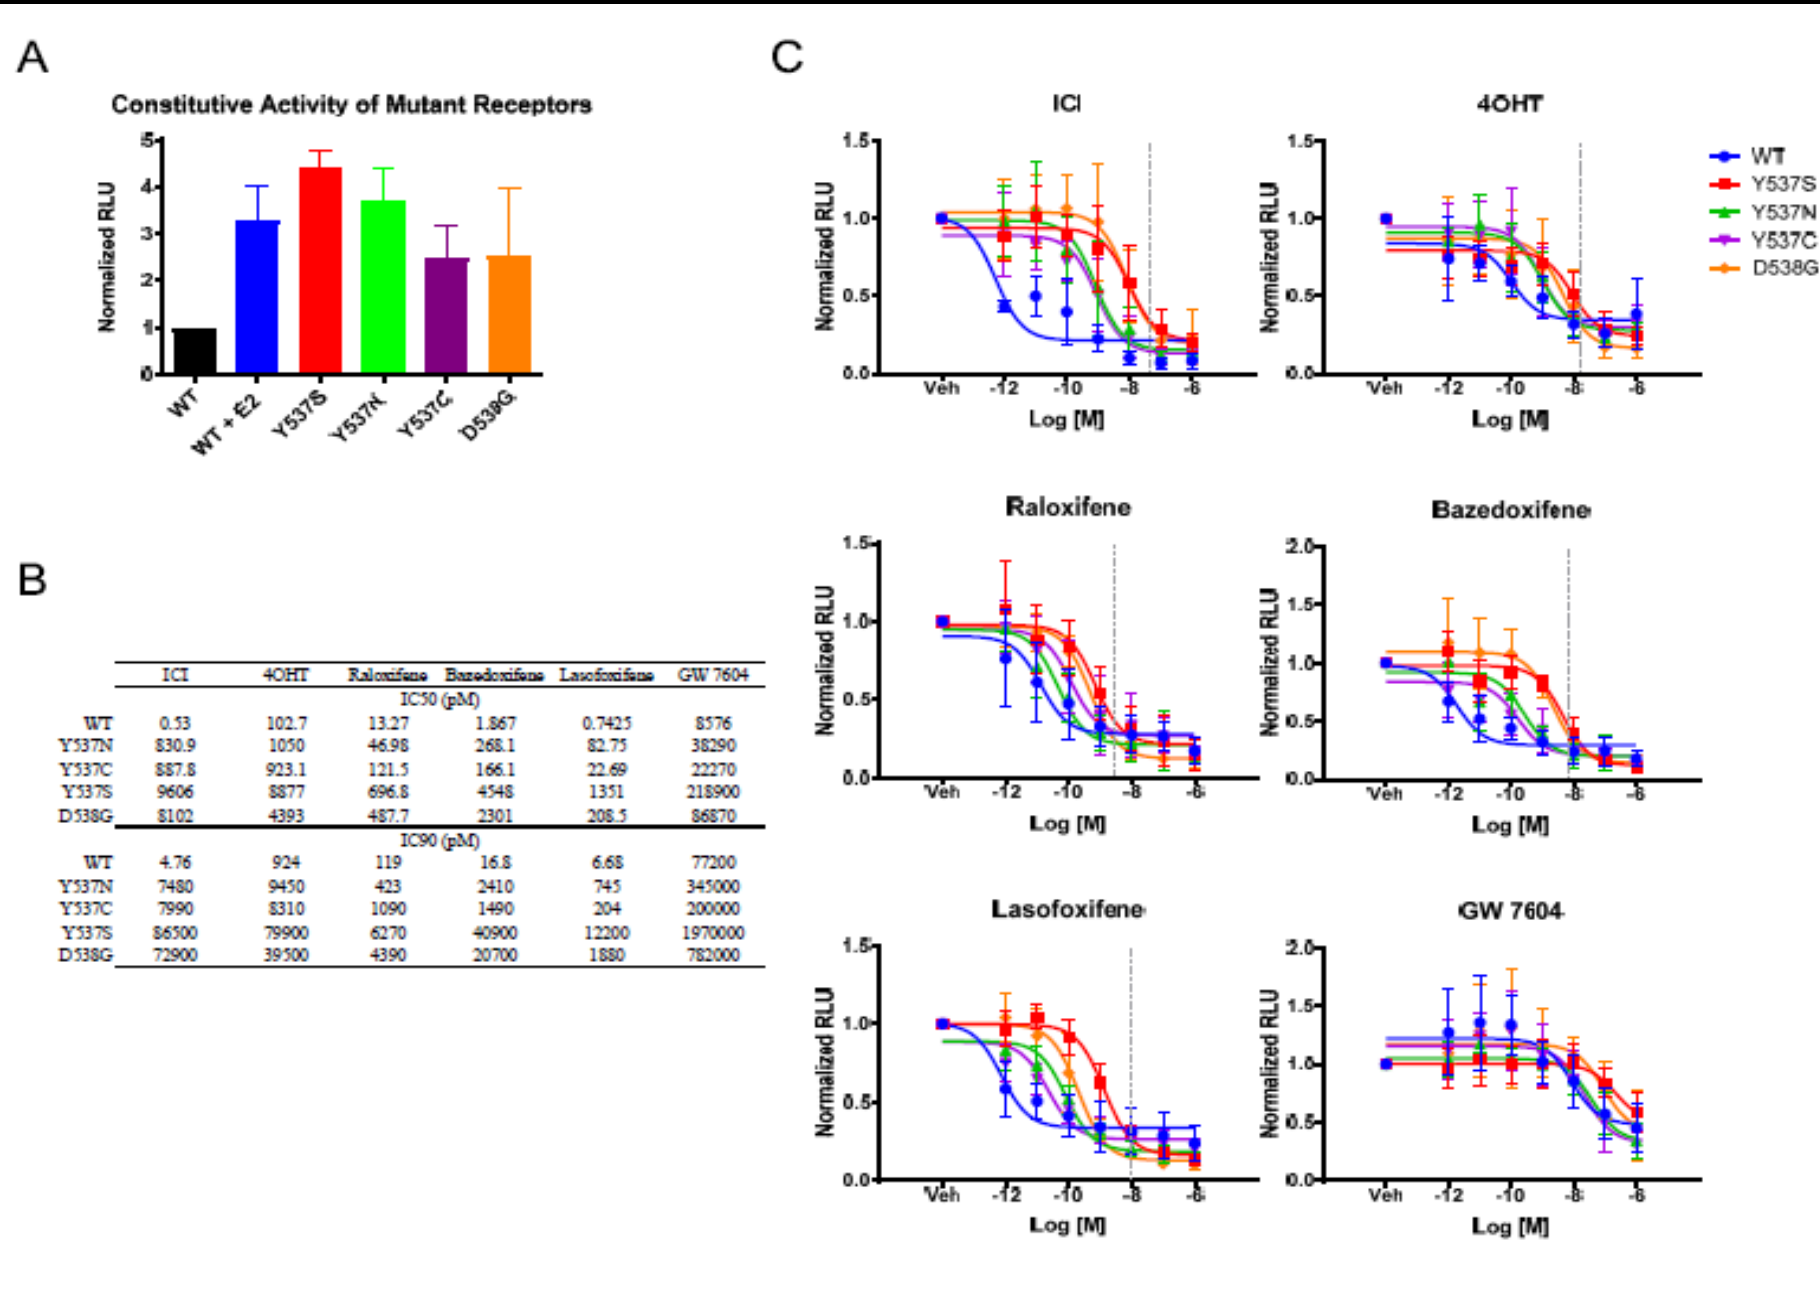 A
Constitutive Activity of Mutant Receptors
Normalized RLU
5
4
3
2
1
0
WT
WT + E2
Y537S
Y537N
Y537C
D538G
B
ICI 4OHT Raloxifene Bazedoxifene Lasofoxifene GW 7604
IC50 (pM)
WT 0.53 102.7 13.27 1.867 0.7425 8576
Y537N 830.9 1050 46.98 268.1 82.75 38290
Y537C 887.8 923.1 121.5 166.1 22.69 22270
Y537S 9606 8877 696.8 4548 1351 218900
D538G 8102 4393 487.7 2301 208.5 86870
IC90 (pM)
WT 4.76 924 119 16.8 6.68 77200
Y537N 7480 9450 423 2410 745 345000
Y537C 7990 8310 1090 1490 204 200000
Y537S 86500 79900 6270 40900 12200 1970000
D538G 72900 39500 4390 20700 1880 782000
C
ICI
Normalized RLU
1.5
1.0
0.5
0.0
Veh -12 -10 -8 -6
Log [M]
4OHT
Normalized RLU
1.5
1.0
0.5
0.0
Veh -12 -10 -8 -6
Log [M]
WT
Y537S
Y537N
Y537C
D538G
Raloxifene
Normalized RLU
1.5
1.0
0.5
0.0
Veh -12 -10 -8 -6
Log [M]
Bazedoxifene
Normalized RLU
2.0
1.5
1.0
0.5
0.0
Veh -12 -10 -8 -6
Log [M]
Lasofoxifene
Normalized RLU
1.5
1.0
0.5
0.0
Veh -12 -10 -8 -6
Log [M]
GW 7604
Normalized RLU
2.0
1.5
1.0
0.5
0.0
Veh -12 -10 -8 -6
Log [M]